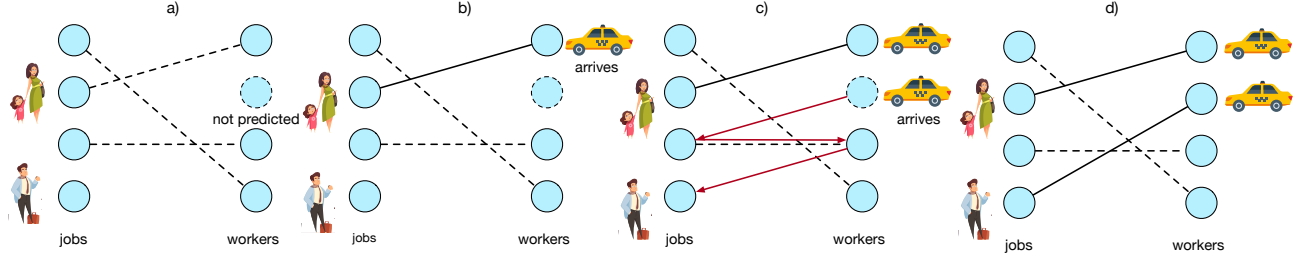 a)
b)
c)
d)
arrives
not predicted
arrives
jobs
workers
jobs
workers
jobs
workers
jobs
workers